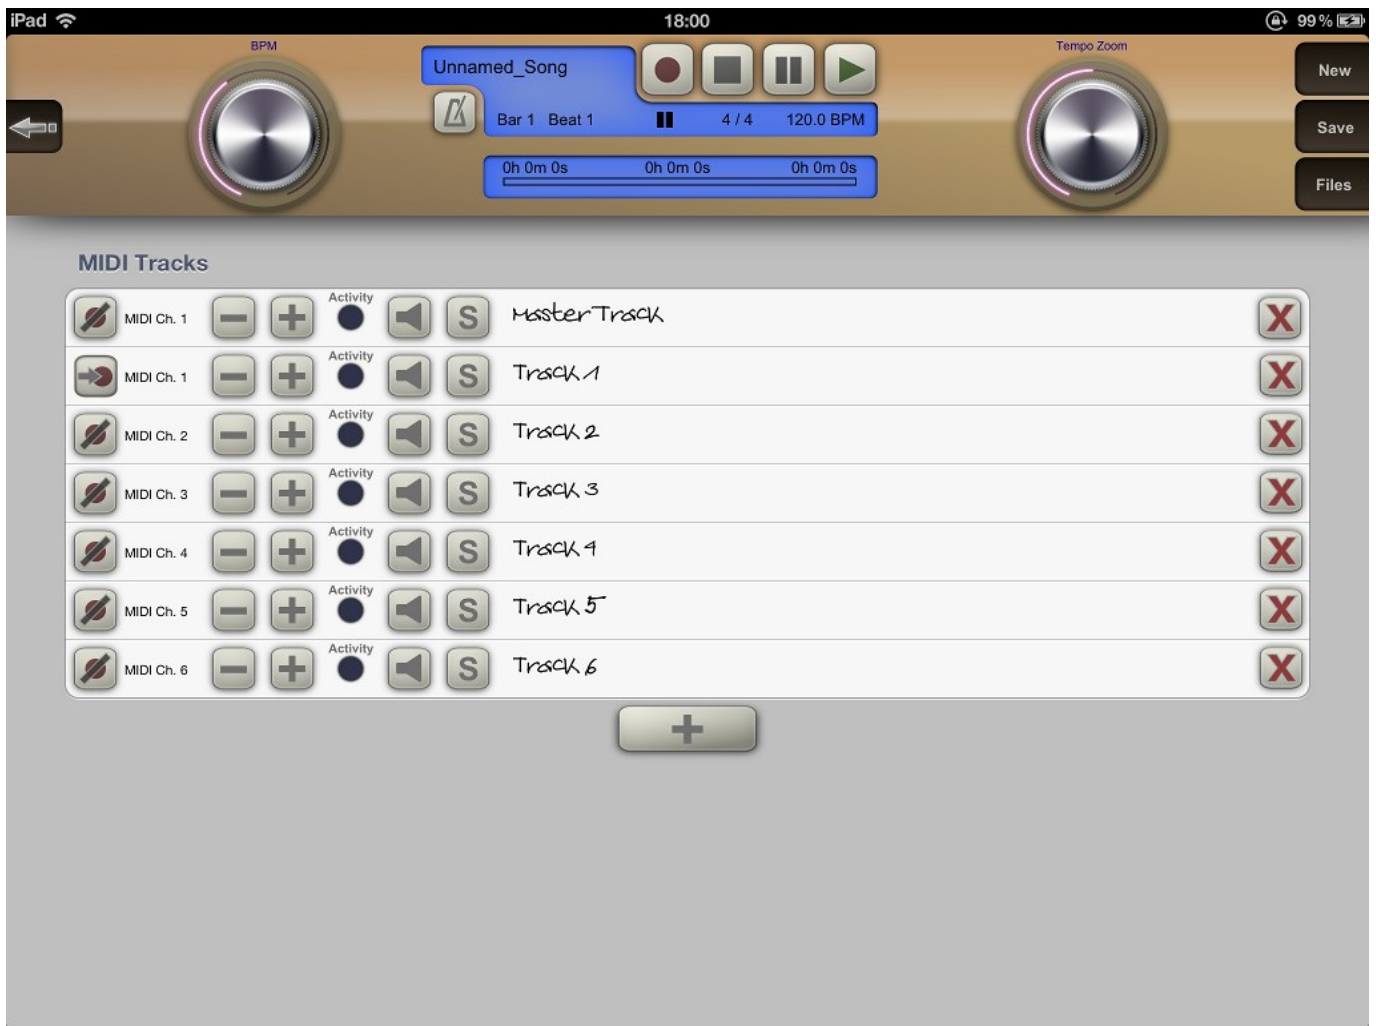 iPad 18:00 99%
BPM
Tempo Zoom
Unnamed_Song
New
Bar 1 Beat 1 4 / 4 120.0 BPM
Save
0h 0m 0s 0h 0m 0s 0h 0m 0s
Files
MIDI Tracks
MIDI Ch. 1 Activity S Master Track X
MIDI Ch. 1 Activity S Track 1 X
MIDI Ch. 2 Activity S Track 2 X
MIDI Ch. 3 Activity S Track 3 X
MIDI Ch. 4 Activity S Track 4 X
MIDI Ch. 5 Activity S Track 5 X
MIDI Ch. 6 Activity S Track 6 X